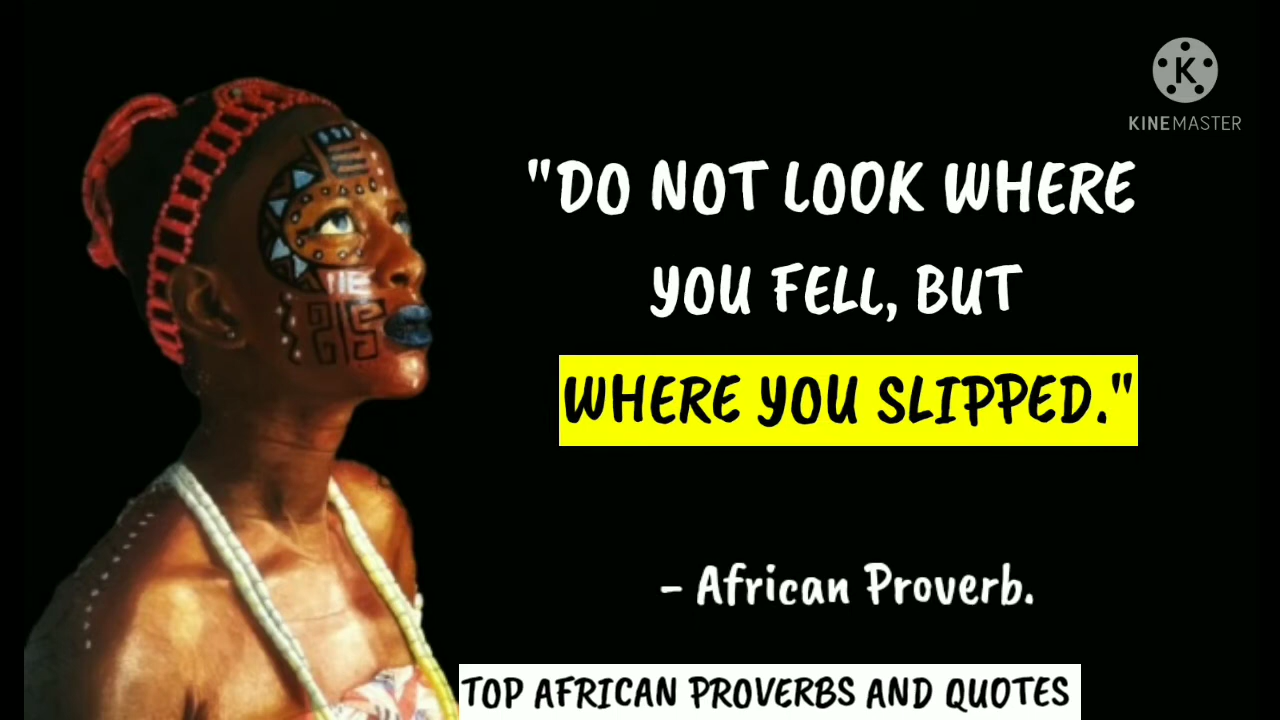 K
KINEMASTER
"DO NOT LOOK WHERE
YOU FELL, BUT
WHERE YOU SLIPPED."
– African Proverb.
TOP AFRICAN PROVERBS AND QUOTES